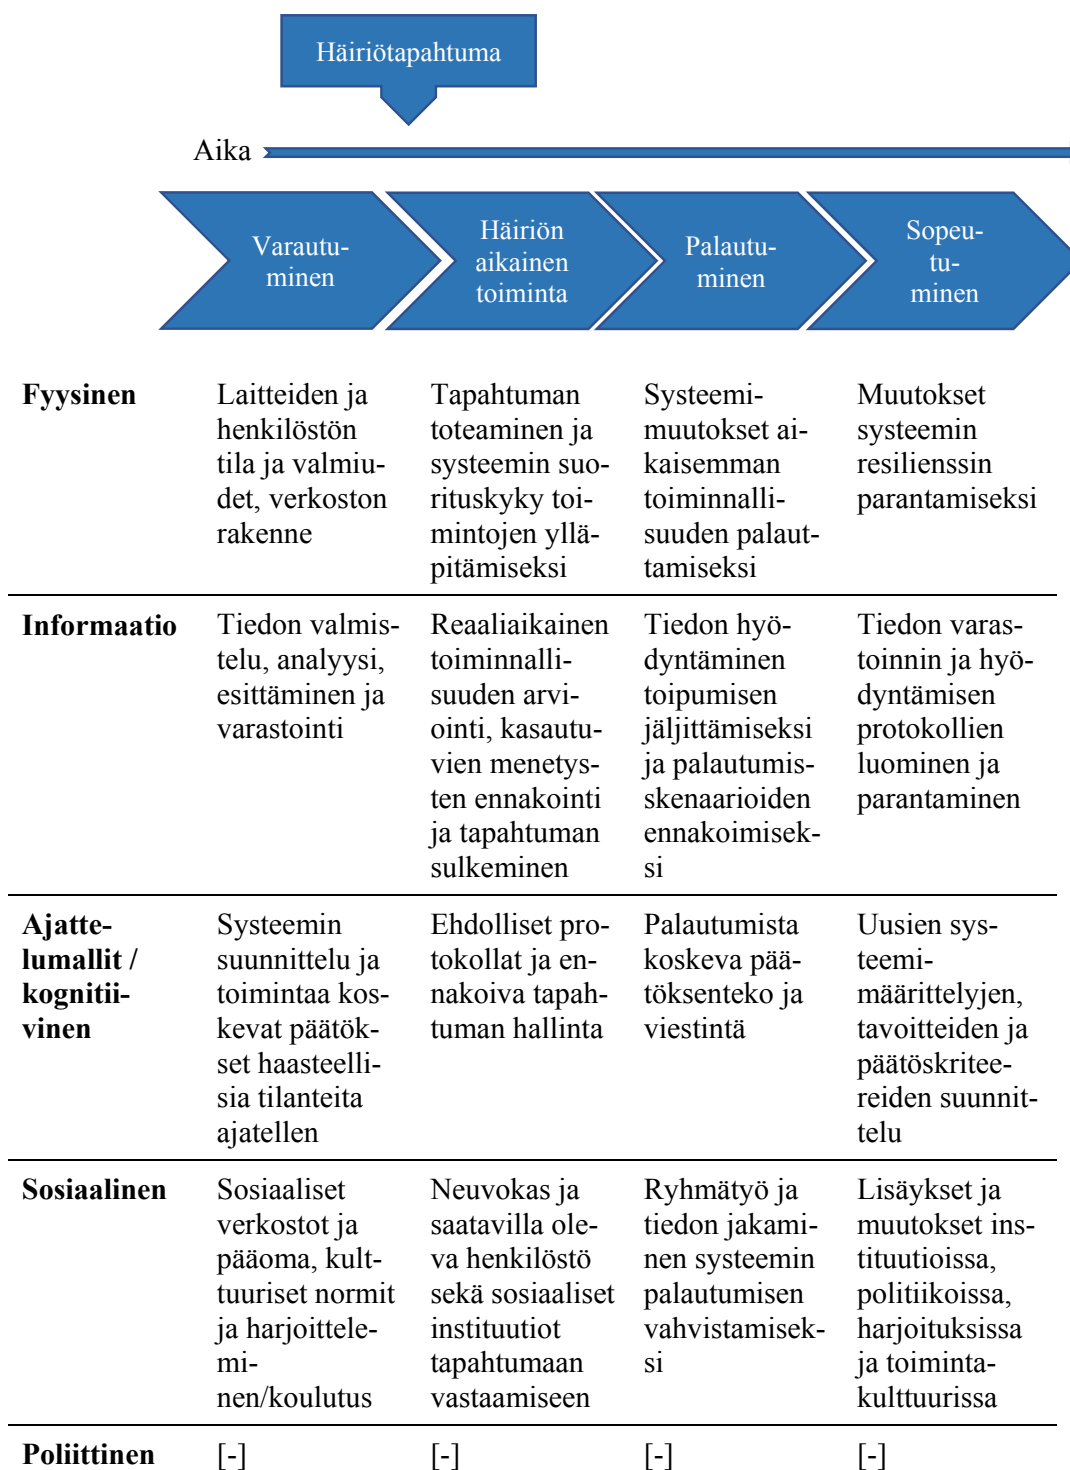 Häiriötapahtuma
Aika
Varautu-
minen
Häiriön
aikainen
toiminta
Palautu-
minen
Sopeu-
tu-
minen
Fyysinen
Laitteiden ja
henkilöstön
tila ja valmiu-
det, verkoston
rakenne
Tapahtuman
toteaminen ja
systeemin suo-
rituskyky toi-
mintojen yllä-
pitämiseksi
Systeemi-
muutokset ai-
kaisemman
toiminnalli-
suuden palaut-
tamiseksi
Muutokset
systeemin
resilienssin
parantamiseksi
Informaatio
Tiedon valmis-
telu, analyysi,
esittäminen ja
varastointi
Reaaliaikainen
toiminnalli-
suuden arvi-
ointi, kasautu-
vien menetys-
ten ennakointi
ja tapahtuman
sulkeminen
Tiedon hyö-
dyntäminen
toipumisen
jäljittämiseksi
ja palautumis-
skenaarioiden
ennakoimisek-
si
Tiedon varas-
toinnin ja hyö-
dyntämisen
protokollien
luominen ja
parantaminen
Ajatte-
lumallit /
kognitii-
vinen
Systeemin
suunnittelu ja
toimintaa kos-
kevat päätök-
set haasteelli-
sia tilanteita
ajatellen
Ehdolliset pro-
tokollat ja en-
nakoiva tapah-
tuman hallinta
Palautumista
koskeva pää-
töksenteko ja
viestintä
Uusien sys-
teemi-
määrittelyjen,
tavoitteiden ja
päätöskritee-
reiden suunnit-
telu
Sosiaalinen
Sosiaaliset
verkostot ja
pääoma, kult-
tuuriset normit
ja harjoittele-
mi-
nen/koulutus
Neuvokas ja
saatavilla ole-
va henkilöstö
sekä sosiaaliset
instituutiot
tapahtumaan
vastaamiseen
Ryhmätyö ja
tiedon jakami-
nen systeemin
palautumisen
vahvistamisek-
si
Lisäykset ja
muutokset ins-
tituutioissa,
politiikoissa,
harjoituksissa
ja toiminta-
kulttuurissa
Poliittinen
[-]
[-]
[-]
[-]